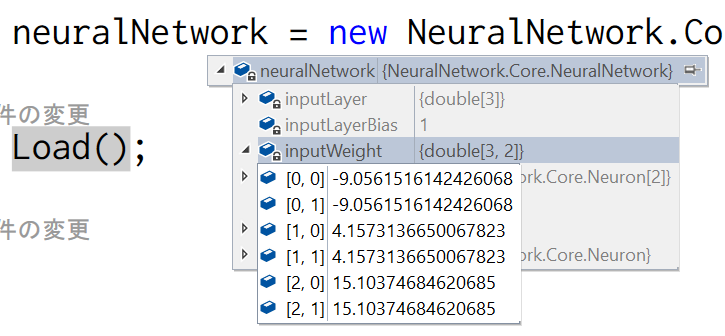 neuralNetwork = new NeuralNetwork.Co
neuralNetwork {NeuralNetwork.Core.NeuralNetwork}
件の変更
inputLayer {double[3]}
inputLayerBias 1
Load();
inputWeight {double[3, 2]}
[0, 0] -9.0561516142426068 rk.Core.Neuron[2]}
[0, 1] -9.0561516142426068
件の変更
[1, 0] 4.1573136650067823
[1, 1] 4.1573136650067823 rk.Core.Neuron}
[2, 0] 15.10374684620685
[2, 1] 15.10374684620685